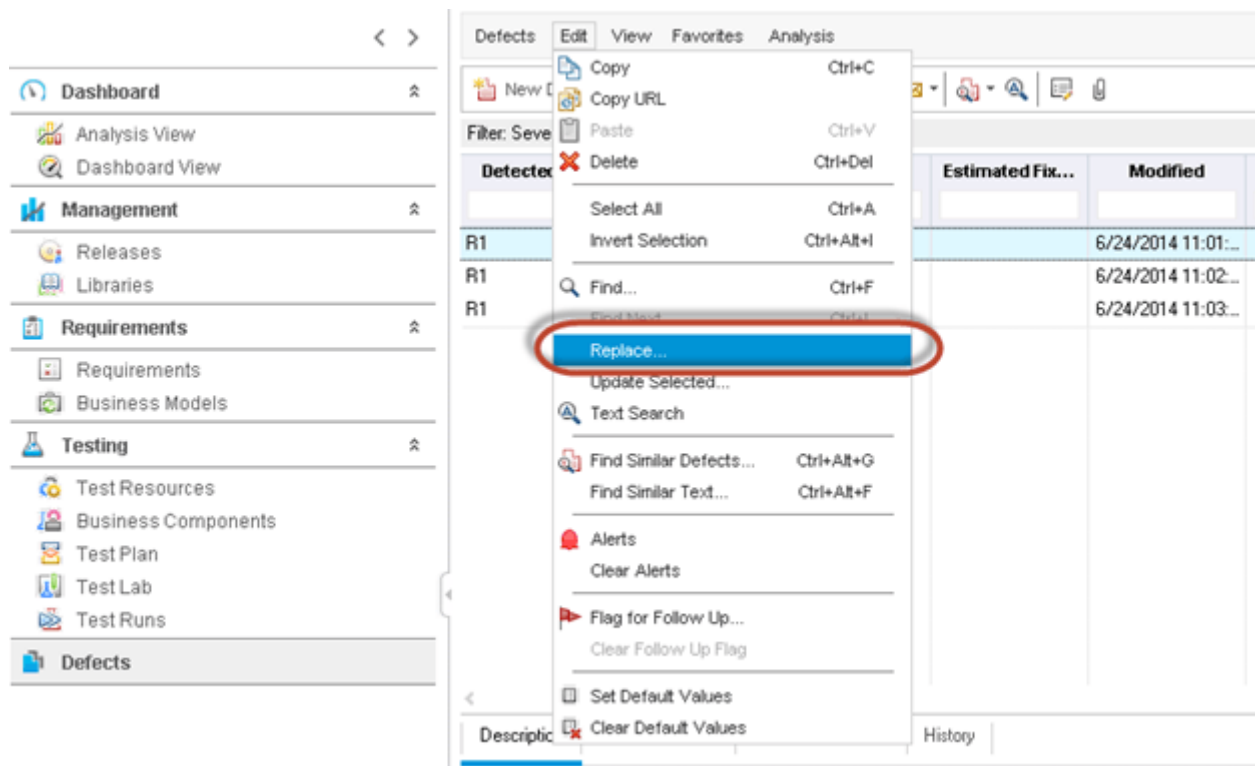 Dashboard
Analysis View
Dashboard View
Management
Releases
Libraries
Requirements
Requirements
Business Models
Testing
Test Resources
Business Components
Test Plan
Test Lab
Test Runs
Defects
Defects Edit View Favorites Analysis
New
Filter:
Estimated Fix... Modified
R1 6/24/2014 11:01:...
R1 6/24/2014 11:02:...
R1 6/24/2014 11:03:...
Copy Ctrl+C
Copy URL
Paste Ctrl+V
Delete Ctrl+Del
Select All Ctrl+A
Invert Selection Ctrl+Alt+I
Find... Ctrl+F
Find Next
Replace...
Update Selected...
Text Search
Find Similar Defects... Ctrl+Alt+G
Find Similar Text... Ctrl+Alt+F
Alerts
Clear Alerts
Flag for Follow Up...
Clear Follow Up Flag
Set Default Values
Clear Default Values
History